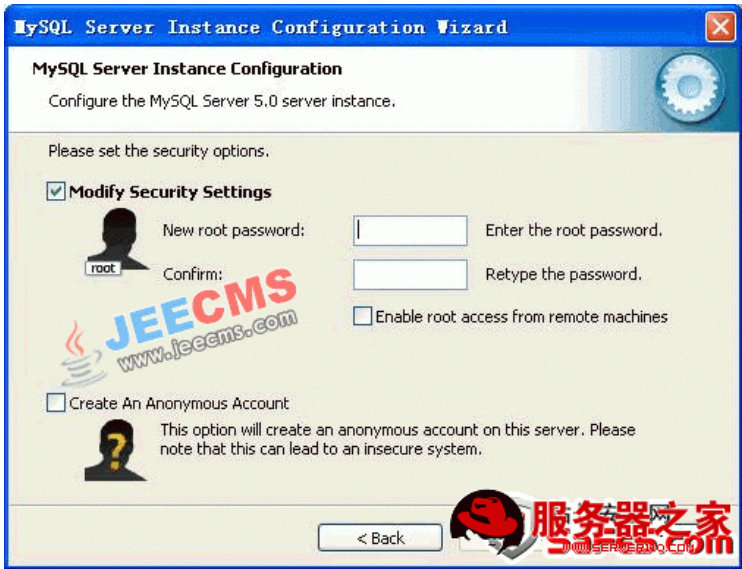 MySQL Server Instance Configuration Wizard
MySQL Server Instance Configuration
Configure the MySQL Server 5.0 server instance.
Please set the security options.
Modify Security Settings
New root password:
Enter the root password.
root
Confirm:
Retype the password.
Enable root access from remote machines
JEECMS
www.jeecms.com
Create An Anonymous Account
This option will create an anonymous account on this server. Please
note that this can lead to an insecure system.
< Back
服务器之家